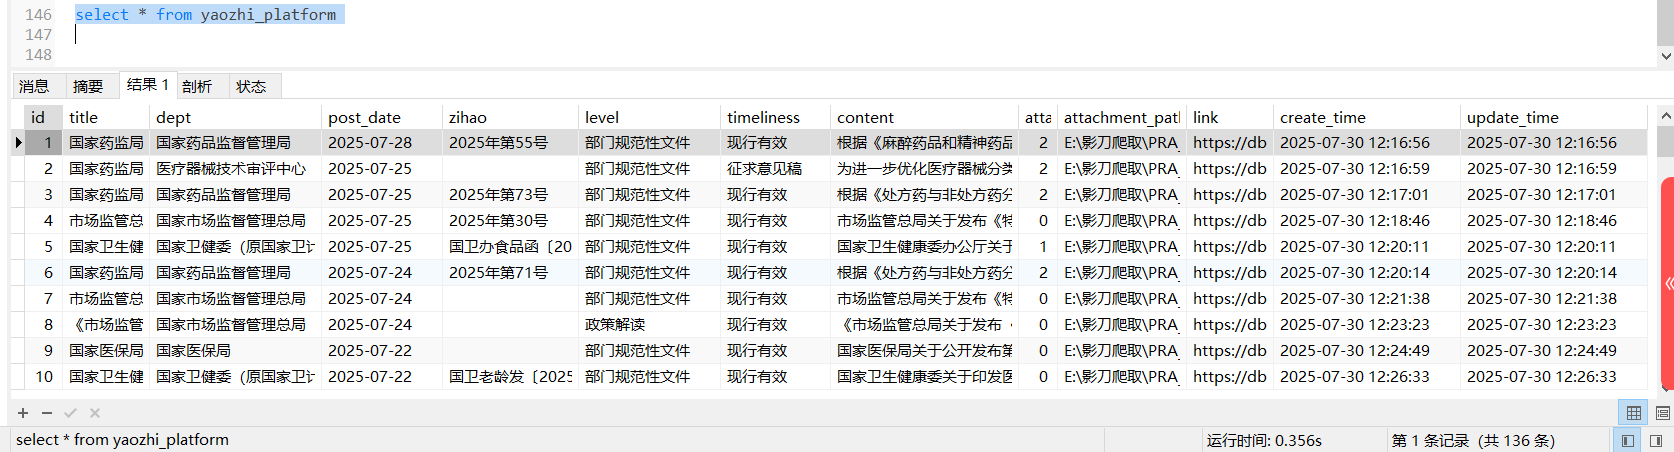 146 select * from yaozhi_platform
147
148
消息 摘要 结果 1 剖析 状态
id title dept post_date zihao level timeliness content atta attachment_patl link create_time update_time
1 国家药监局 国家药品监督管理局 2025-07-28 2025年第55号 部门规范性文件 现行有效 根据《麻醉药品和精神药品 2 E:\影刀爬取\PRA_ https://db 2025-07-30 12:16:56 2025-07-30 12:16:56
2 国家药监局 医疗器械技术审评中心 2025-07-25 部门规范性文件 征求意见稿 为进一步优化医疗器械分类 2 E:\影刀爬取\PRA_ https://db 2025-07-30 12:16:59 2025-07-30 12:16:59
3 国家药监局 国家药品监督管理局 2025-07-25 2025年第73号 部门规范性文件 现行有效 根据《处方药与非处方药分 2 E:\影刀爬取\PRA_ https://db 2025-07-30 12:17:01 2025-07-30 12:17:01
4 市场监管总 国家市场监督管理总局 2025-07-25 2025年第30号 部门规范性文件 现行有效 市场监管总局关于发布《特 0 E:\影刀爬取\PRA_ https://db 2025-07-30 12:18:46 2025-07-30 12:18:46
5 国家卫生健 国家卫健委（原国家卫计 2025-07-25 国卫办食品函〔20 部门规范性文件 现行有效 国家卫生健康委办公厅关于 1 E:\影刀爬取\PRA_ https://db 2025-07-30 12:20:11 2025-07-30 12:20:11
6 国家药监局 国家药品监督管理局 2025-07-24 2025年第71号 部门规范性文件 现行有效 根据《处方药与非处方药分 2 E:\影刀爬取\PRA_ https://db 2025-07-30 12:20:14 2025-07-30 12:20:14
7 市场监管总 国家市场监督管理总局 2025-07-24 部门规范性文件 现行有效 市场监管总局关于发布《特 0 E:\影刀爬取\PRA_ https://db 2025-07-30 12:21:38 2025-07-30 12:21:38
8 《市场监管 国家市场监督管理总局 2025-07-24 政策解读 现行有效 《市场监管总局关于发布 0 E:\影刀爬取\PRA_ https://db 2025-07-30 12:23:23 2025-07-30 12:23:23
9 国家医保局 国家医保局 2025-07-22 部门规范性文件 现行有效 国家医保局关于公开发布第 0 E:\影刀爬取\PRA_ https://db 2025-07-30 12:24:49 2025-07-30 12:24:49
10 国家卫生健 国家卫健委（原国家卫计 2025-07-22 国卫老龄发〔2025 部门规范性文件 现行有效 国家卫生健康委关于印发医 0 E:\影刀爬取\PRA_ https://db 2025-07-30 12:26:33 2025-07-30 12:26:33
select * from yaozhi_platform 运行时间: 0.356s 第 1 条记录 (共 136 条)